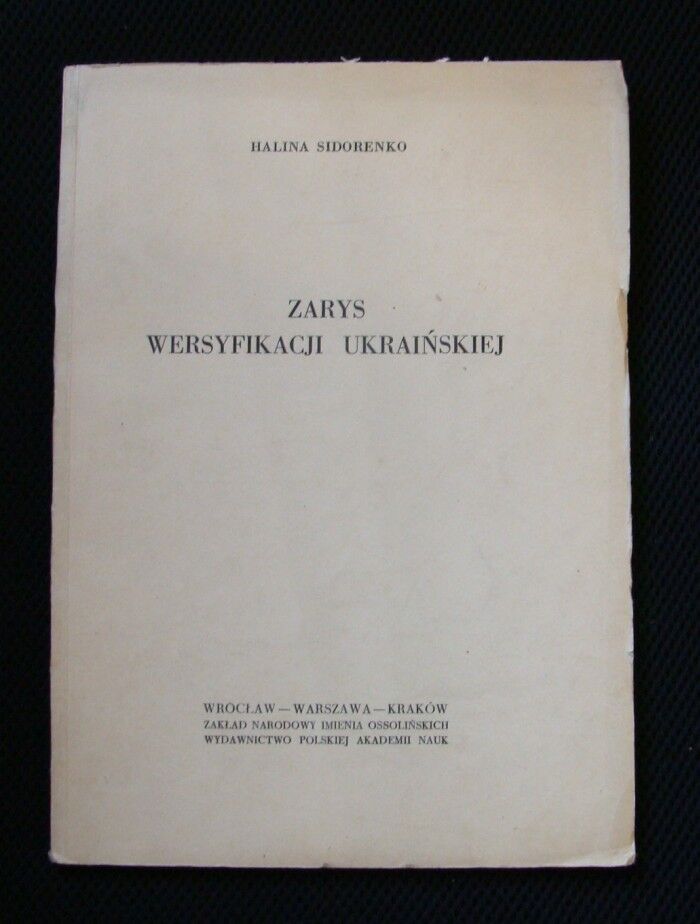 HALINA SIDORENKO
ZARYS
WERSYFIKACJI UKRAIŃSKIEJ
WROCŁAW — WARSZAWA — KRAKÓW
ZAKŁAD NARODOWY IMIENIA OSSOLIŃSKICH
WYDAWNICTWO POLSKIEJ AKADEMII NAUK